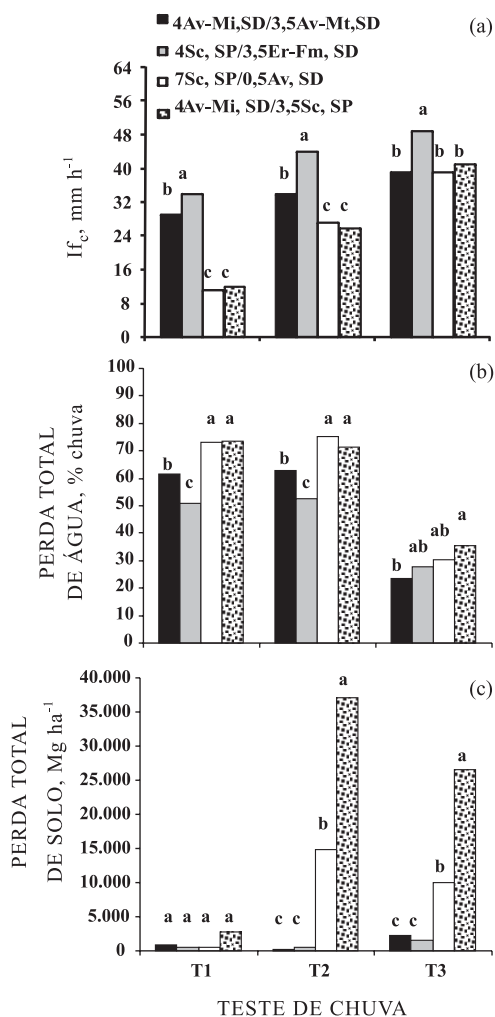 (a)
4Av-Mi,SD/3,5Av-Mt,SD
4Sc, SP/3,5Er-Fm, SD
7Sc, SP/0,5Av, SD
4Av-Mi, SD/3,5Sc, SP
If_c, mm h⁻¹
64
56
48
40
32
24
16
8
0
b a c c
b a c c
b a b b
(b)
PERDA TOTAL
DE ÁGUA, % chuva
100
90
80
70
60
50
40
30
20
10
0
b c a a
b c a a
b ab ab a
(c)
PERDA TOTAL
DE SOLO, Mg ha⁻¹
40.000
35.000
30.000
25.000
20.000
15.000
10.000
5.000
0
a a a a
c c b a
c c b a
T1 T2 T3
TESTE DE CHUVA